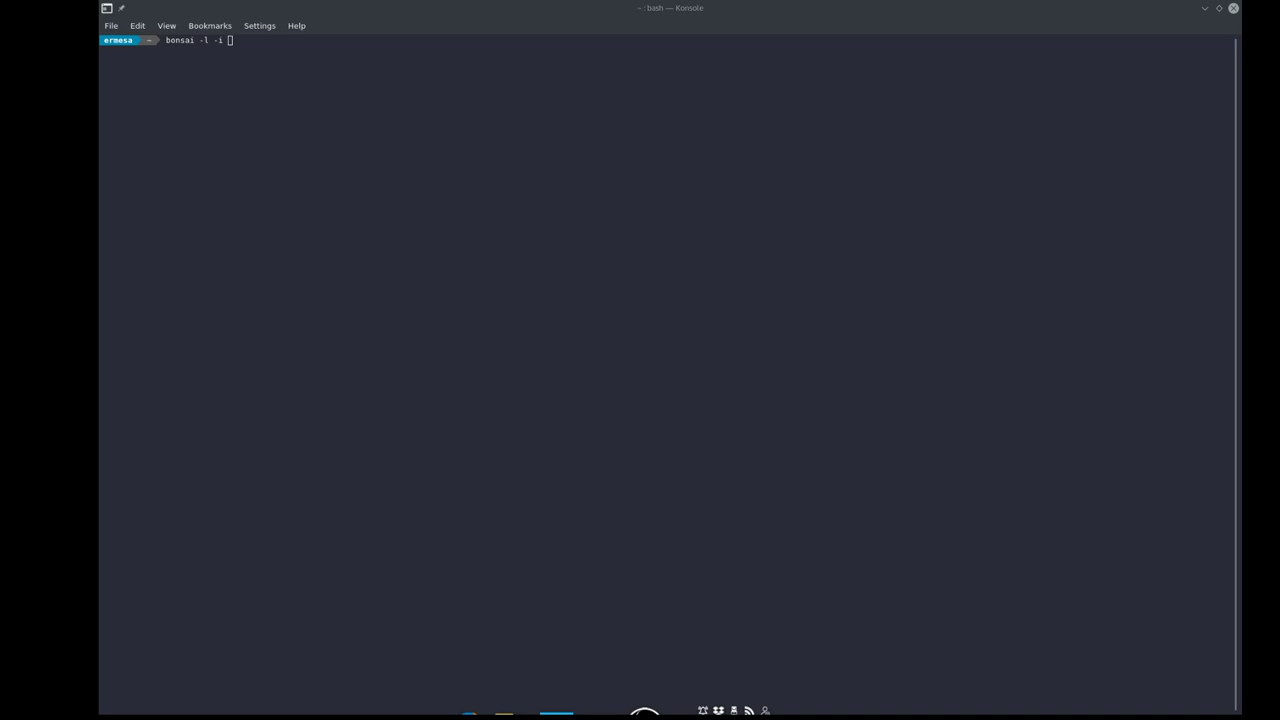 ~ : bash — Konsole
File Edit View Bookmarks Settings Help
ermesa ~ bonsai -l -i